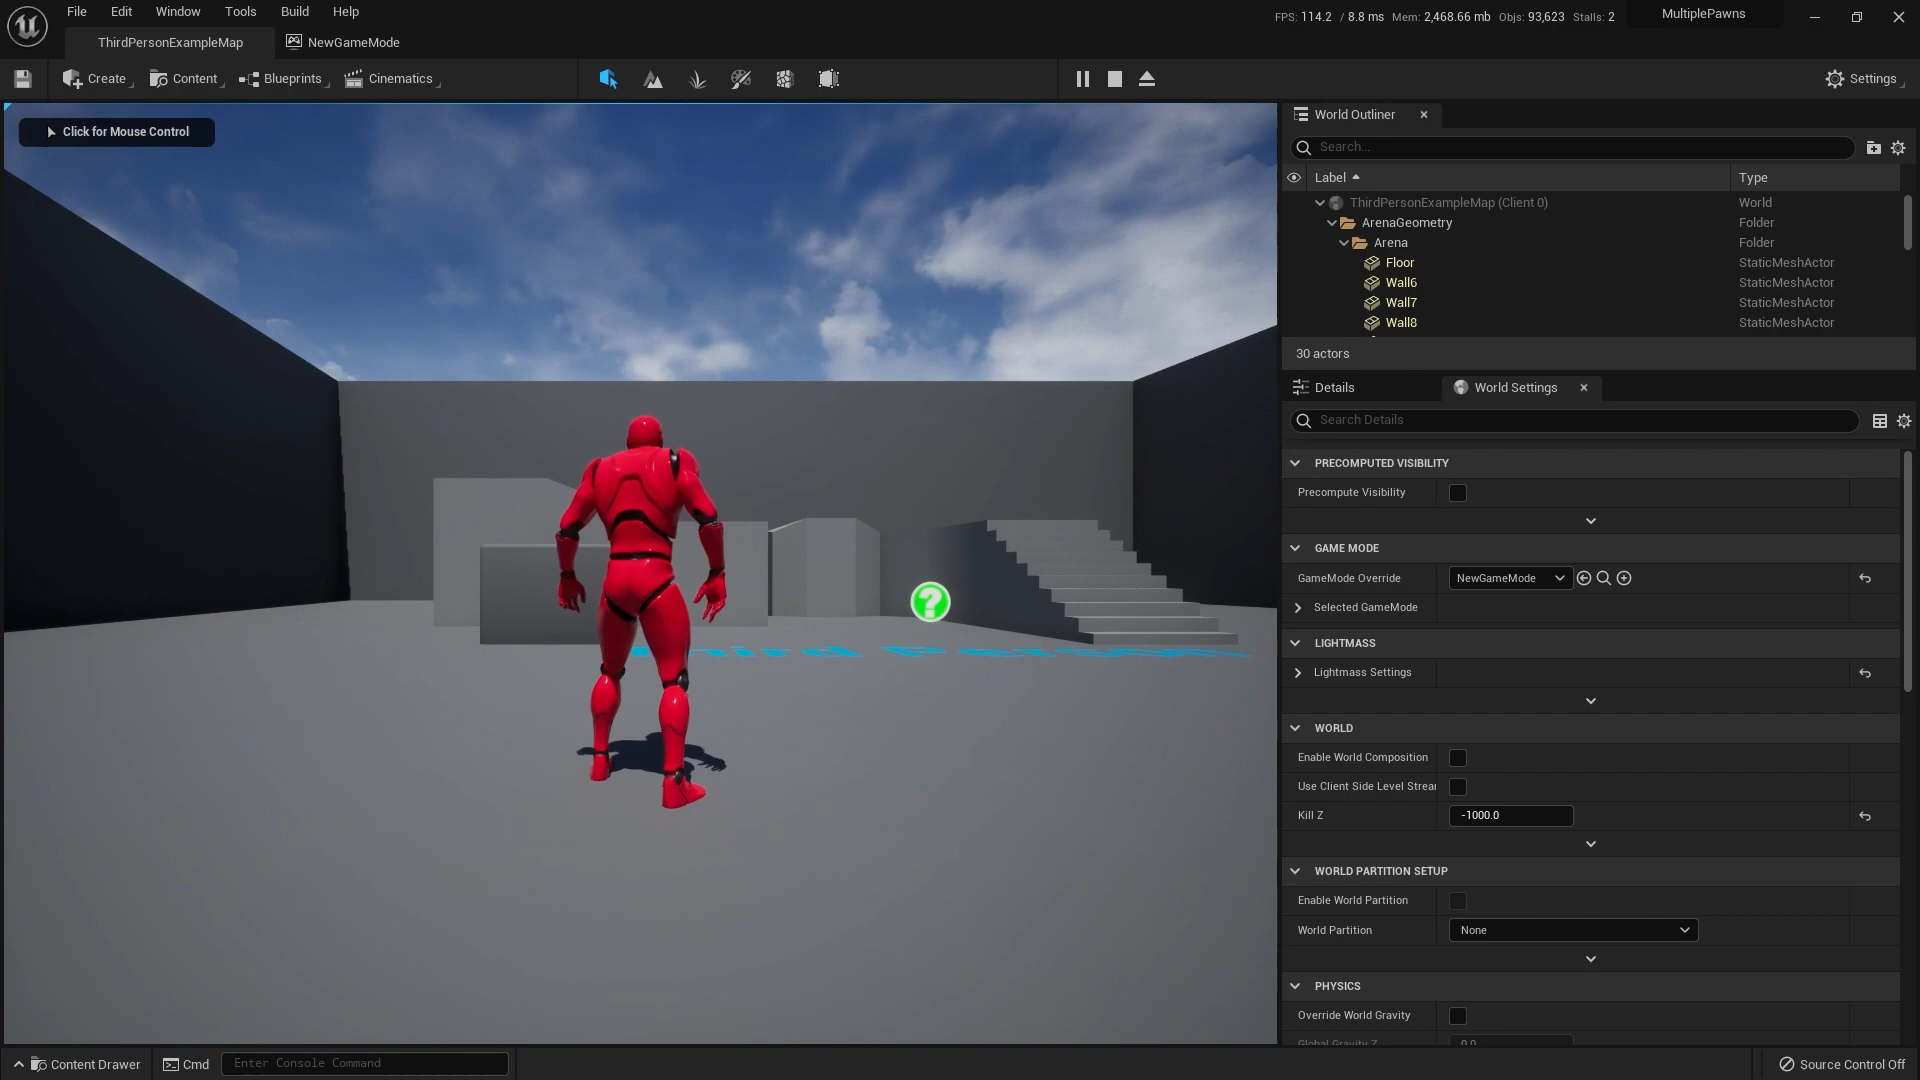 File Edit Window Tools Build Help
FPS: 114.2 / 8.8 ms Mem: 2,468.66 mb Objs: 93,623 Stalls: 2
MultiplePawns
ThirdPersonExampleMap
NewGameMode
Create
Content
Blueprints
Cinematics
Settings
Click for Mouse Control
World Outliner
Search...
Label
Type
ThirdPersonExampleMap (Client 0) World
ArenaGeometry Folder
Arena Folder
Floor StaticMeshActor
Wall6 StaticMeshActor
Wall7 StaticMeshActor
Wall8 StaticMeshActor
30 actors
Details
World Settings
Search Details
PRECOMPUTED VISIBILITY
Precompute Visibility
GAME MODE
GameMode Override NewGameMode
Selected GameMode
LIGHTMASS
Lightmass Settings
WORLD
Enable World Composition
Use Client Side Level Strear
Kill Z -1000.0
WORLD PARTITION SETUP
Enable World Partition
World Partition None
PHYSICS
Override World Gravity
Global Gravity Z 0.0
Content Drawer
Cmd
Enter Console Command
Source Control Off